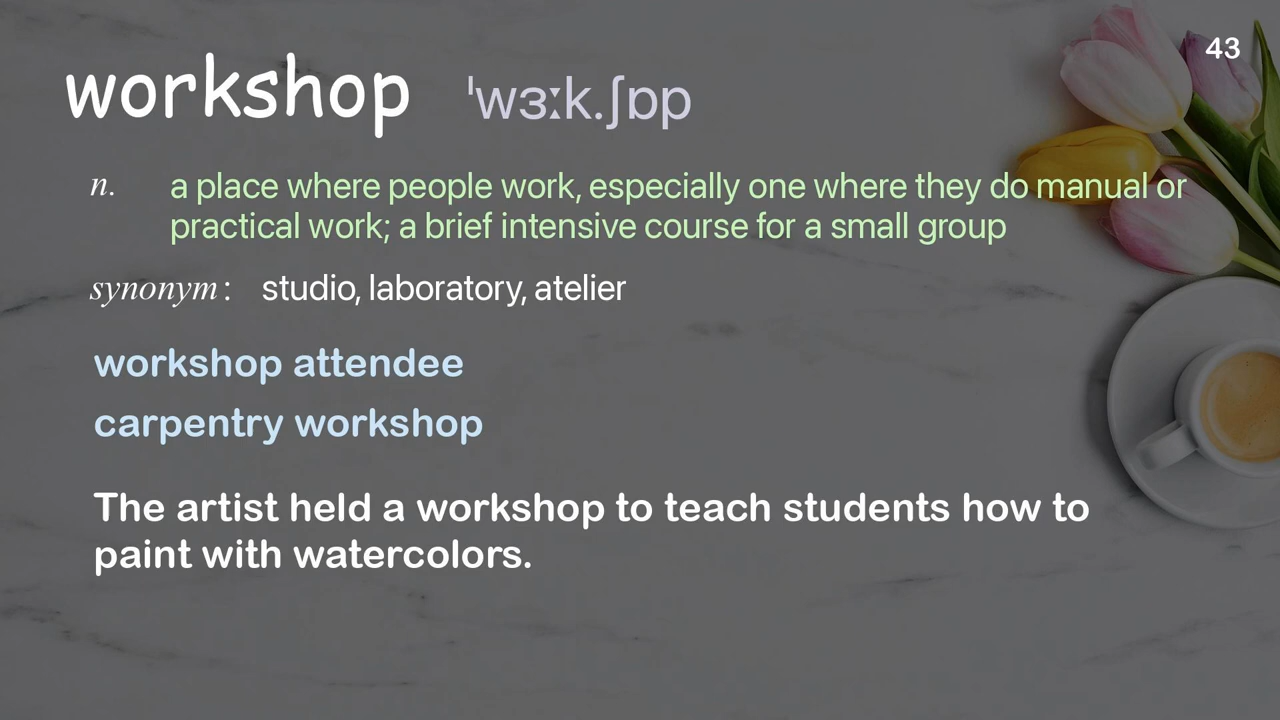 43
workshop ˈwɜːk.ʃɒp
n. a place where people work, especially one where they do manual or
practical work; a brief intensive course for a small group
synonym: studio, laboratory, atelier
workshop attendee
carpentry workshop
The artist held a workshop to teach students how to
paint with watercolors.